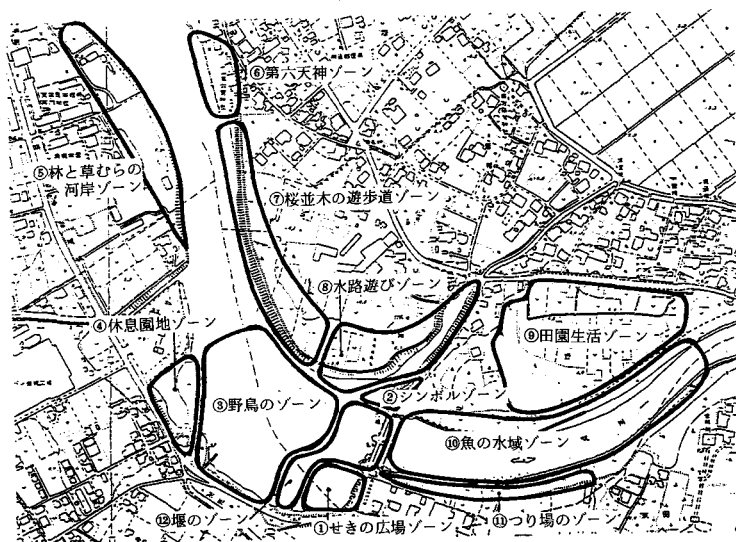 ⑥第六天神ゾーン
⑤林と草むらの
河岸ゾーン
⑦桜並木の遊歩道ゾーン
⑧水路遊びゾーン
④休息園地ゾーン
⑨田園生活ゾーン
③野鳥のゾーン
②シンボルゾーン
⑩魚の水域ゾーン
⑫堰のゾーン
①せきの広場ゾーン
⑪つり場のゾーン